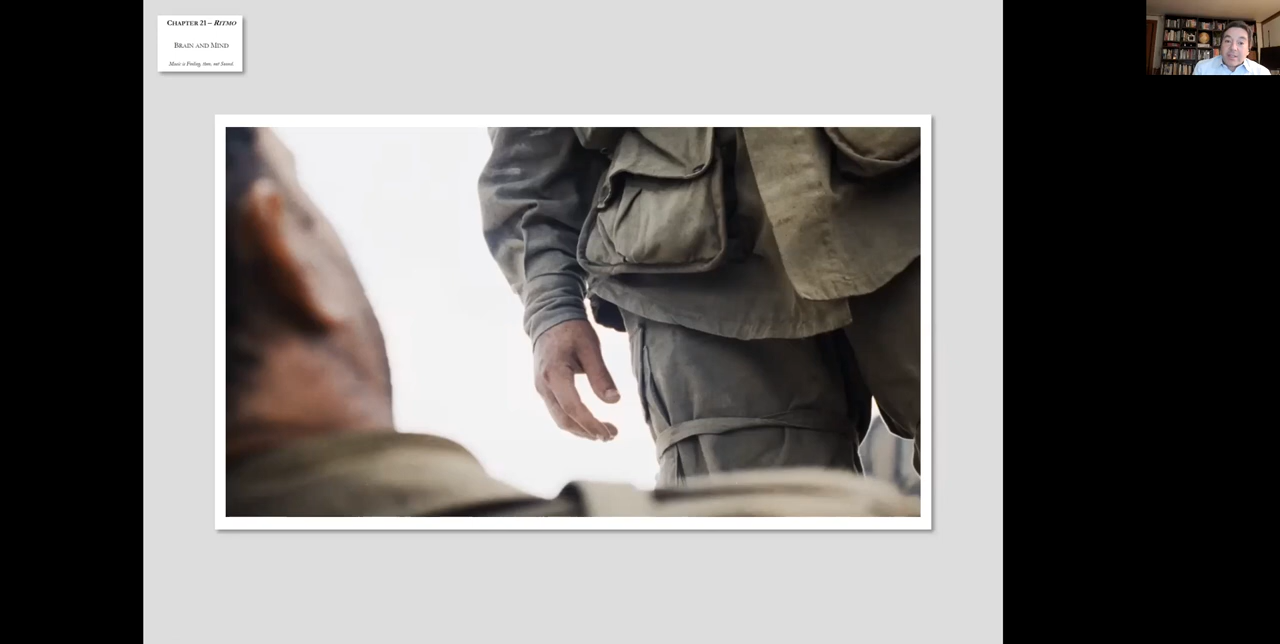 CHAPTER 21 – RITMO
BRAIN AND MIND
Music is Feeling, then, not Sound.